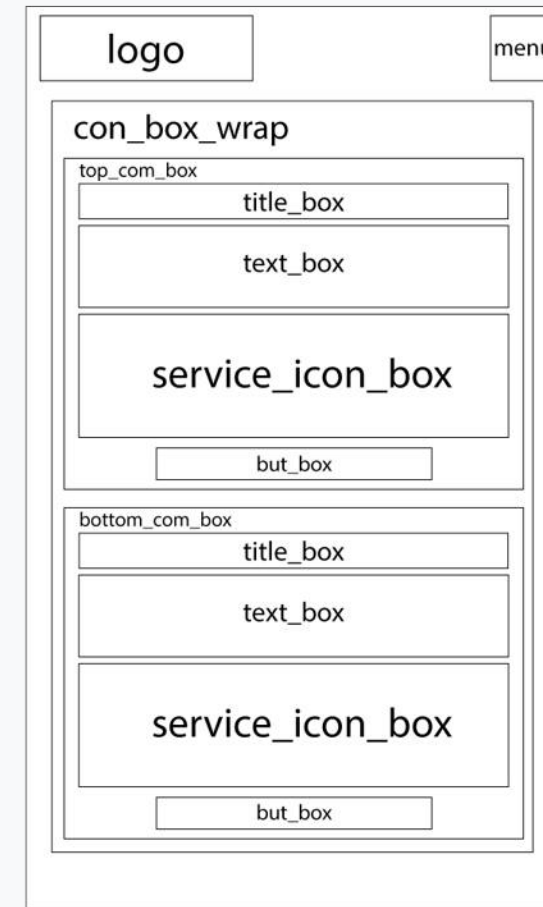 logo
menu
con_box_wrap
top_com_box
title_box
text_box
service_icon_box
but_box
bottom_com_box
title_box
text_box
service_icon_box
but_box